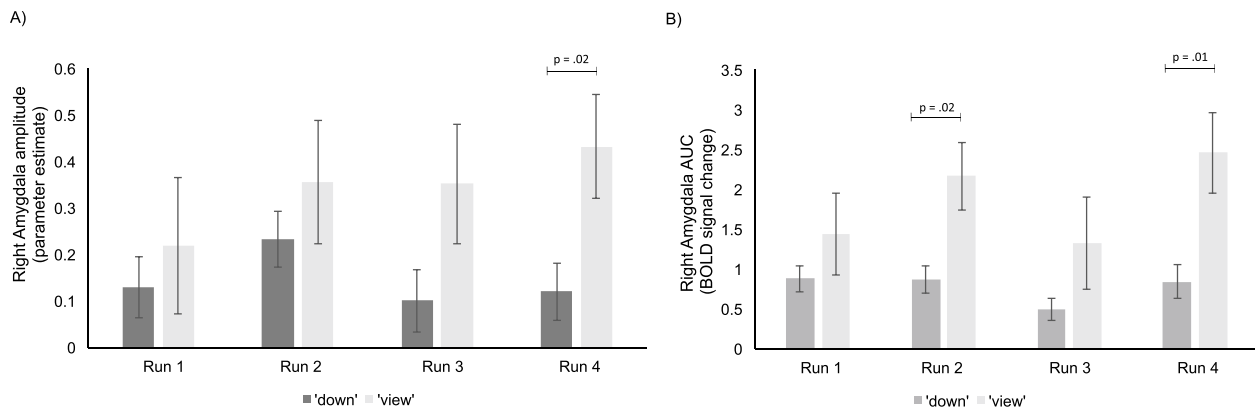 A)
Right Amygdala amplitude
(parameter estimate)
0.6
0.5
0.4
0.3
0.2
0.1
0
p = .02
Run 1 Run 2 Run 3 Run 4
'down' 'view'
B)
Right Amygdala AUC
(BOLD signal change)
3.5
3
2.5
2
1.5
1
0.5
0
p = .02
p = .01
Run 1 Run 2 Run 3 Run 4
'down' 'view'